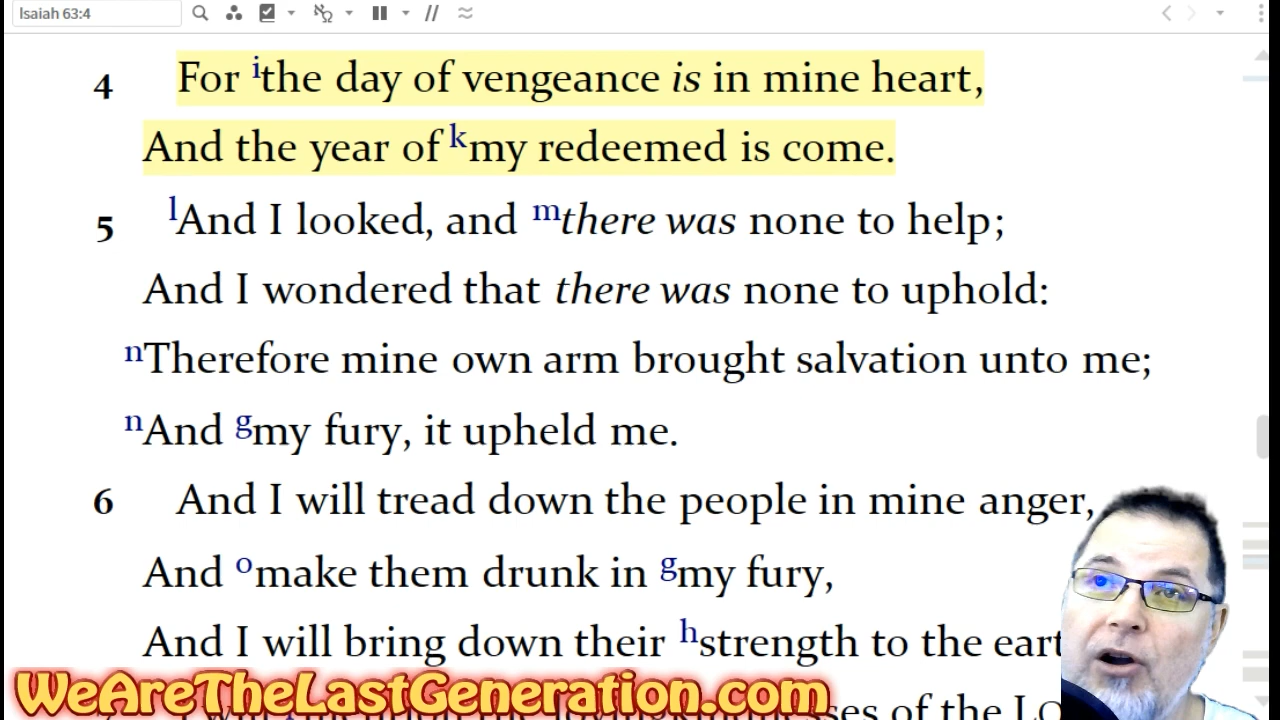 Isaiah 63:4
4 For ithe day of vengeance is in mine heart,
And the year of kmy redeemed is come.
5 lAnd I looked, and mthere was none to help;
And I wondered that there was none to uphold:
nTherefore mine own arm brought salvation unto me;
nAnd gmy fury, it upheld me.
6 And I will tread down the people in mine anger,
And omake them drunk in gmy fury,
And I will bring down their hstrength to the eart
WeAreTheLastGeneration.com
of the LO